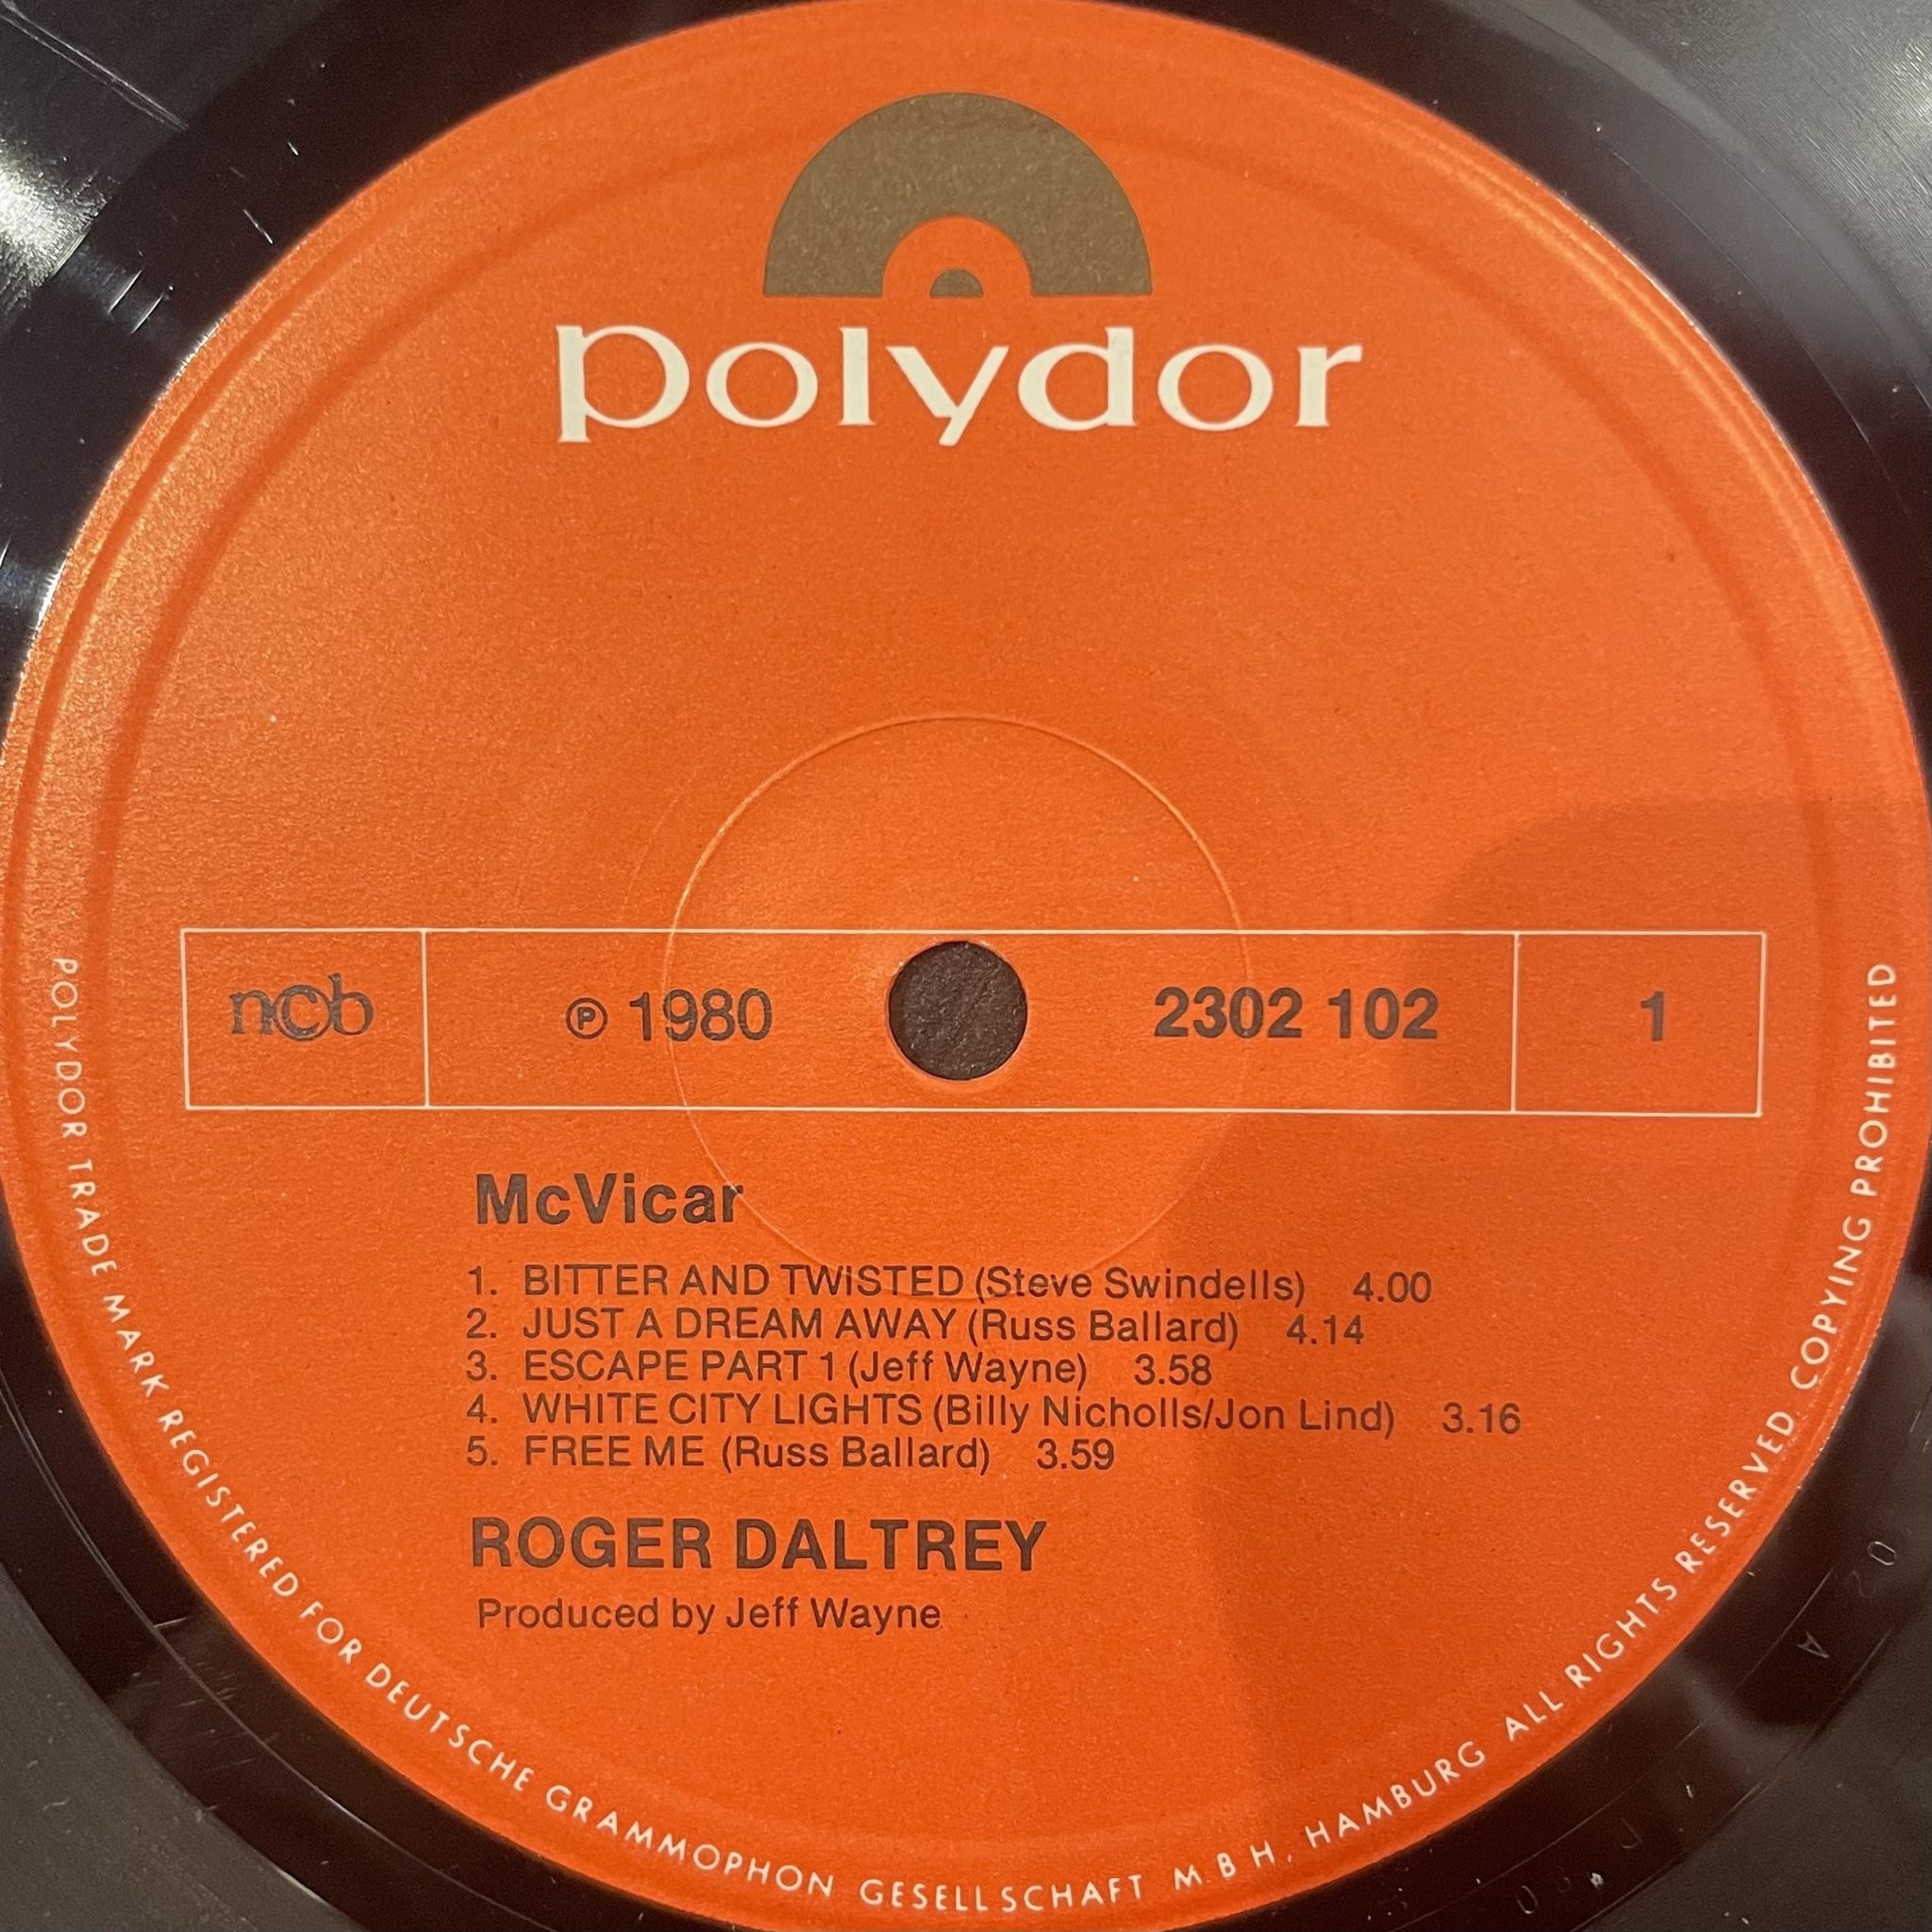 polydor
ncb
℗ 1980
2302 102
1
McVicar
1. BITTER AND TWISTED (Steve Swindells) 4.00
2. JUST A DREAM AWAY (Russ Ballard) 4.14
3. ESCAPE PART 1 (Jeff Wayne) 3.58
4. WHITE CITY LIGHTS (Billy Nicholls/Jon Lind) 3.16
5. FREE ME (Russ Ballard) 3.59
ROGER DALTREY
Produced by Jeff Wayne
POLYDOR TRADE MARK REGISTERED FOR DEUTSCHE GRAMMOPHON GESELLSCHAFT M.B H. HAMBURG ALL RIGHTS RESERVED COPYING PROHIBITED